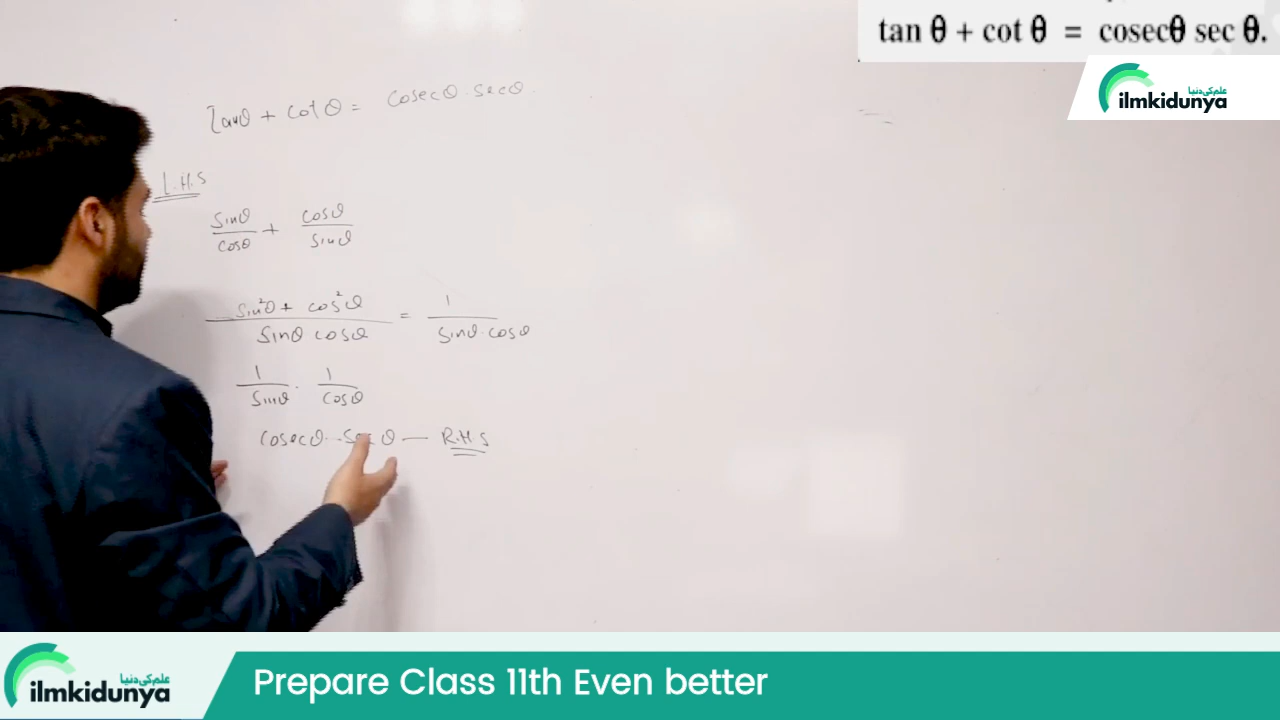 tan θ + cot θ = cosecθ sec θ.
علم کی دنیا
ilmkidunya
Tanθ + cotθ = cosecθ · secθ
L.H.S
sinθ/cosθ + cosθ/sinθ
sin²θ + cos²θ / sinθ cosθ = 1 / sinθ · cosθ
1/sinθ · 1/cosθ
cosecθ · secθ — R.H.S
علم کی دنیا
ilmkidunya
Prepare Class 11th Even better